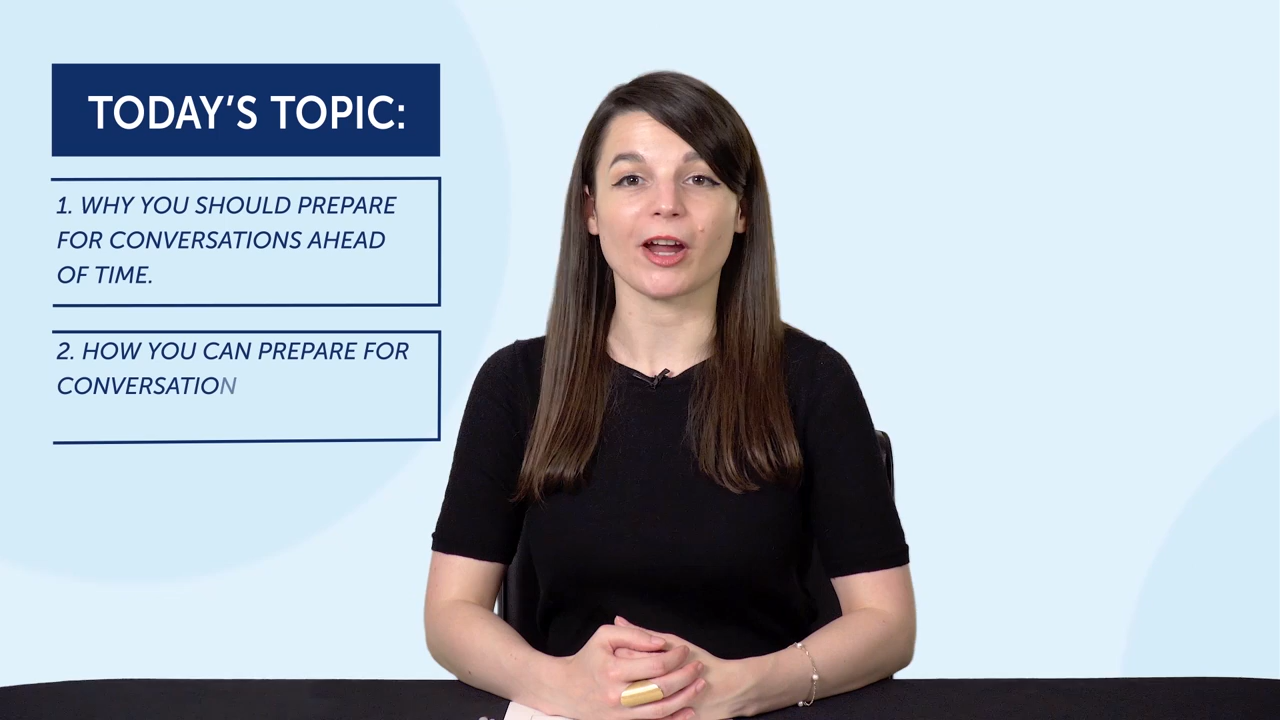 TODAY'S TOPIC:
1. WHY YOU SHOULD PREPARE
FOR CONVERSATIONS AHEAD
OF TIME.
2. HOW YOU CAN PREPARE FOR
CONVERSATION